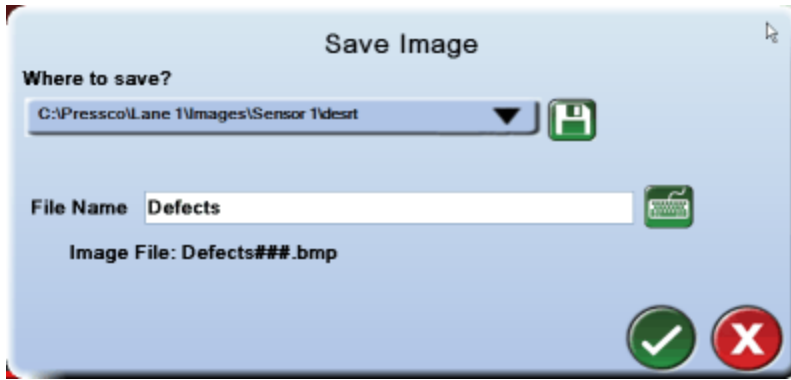 Save Image
Where to save?
C:\Pressco\Lane 1\Images\Sensor 1\desrt
File Name Defects
Image File: Defects###.bmp